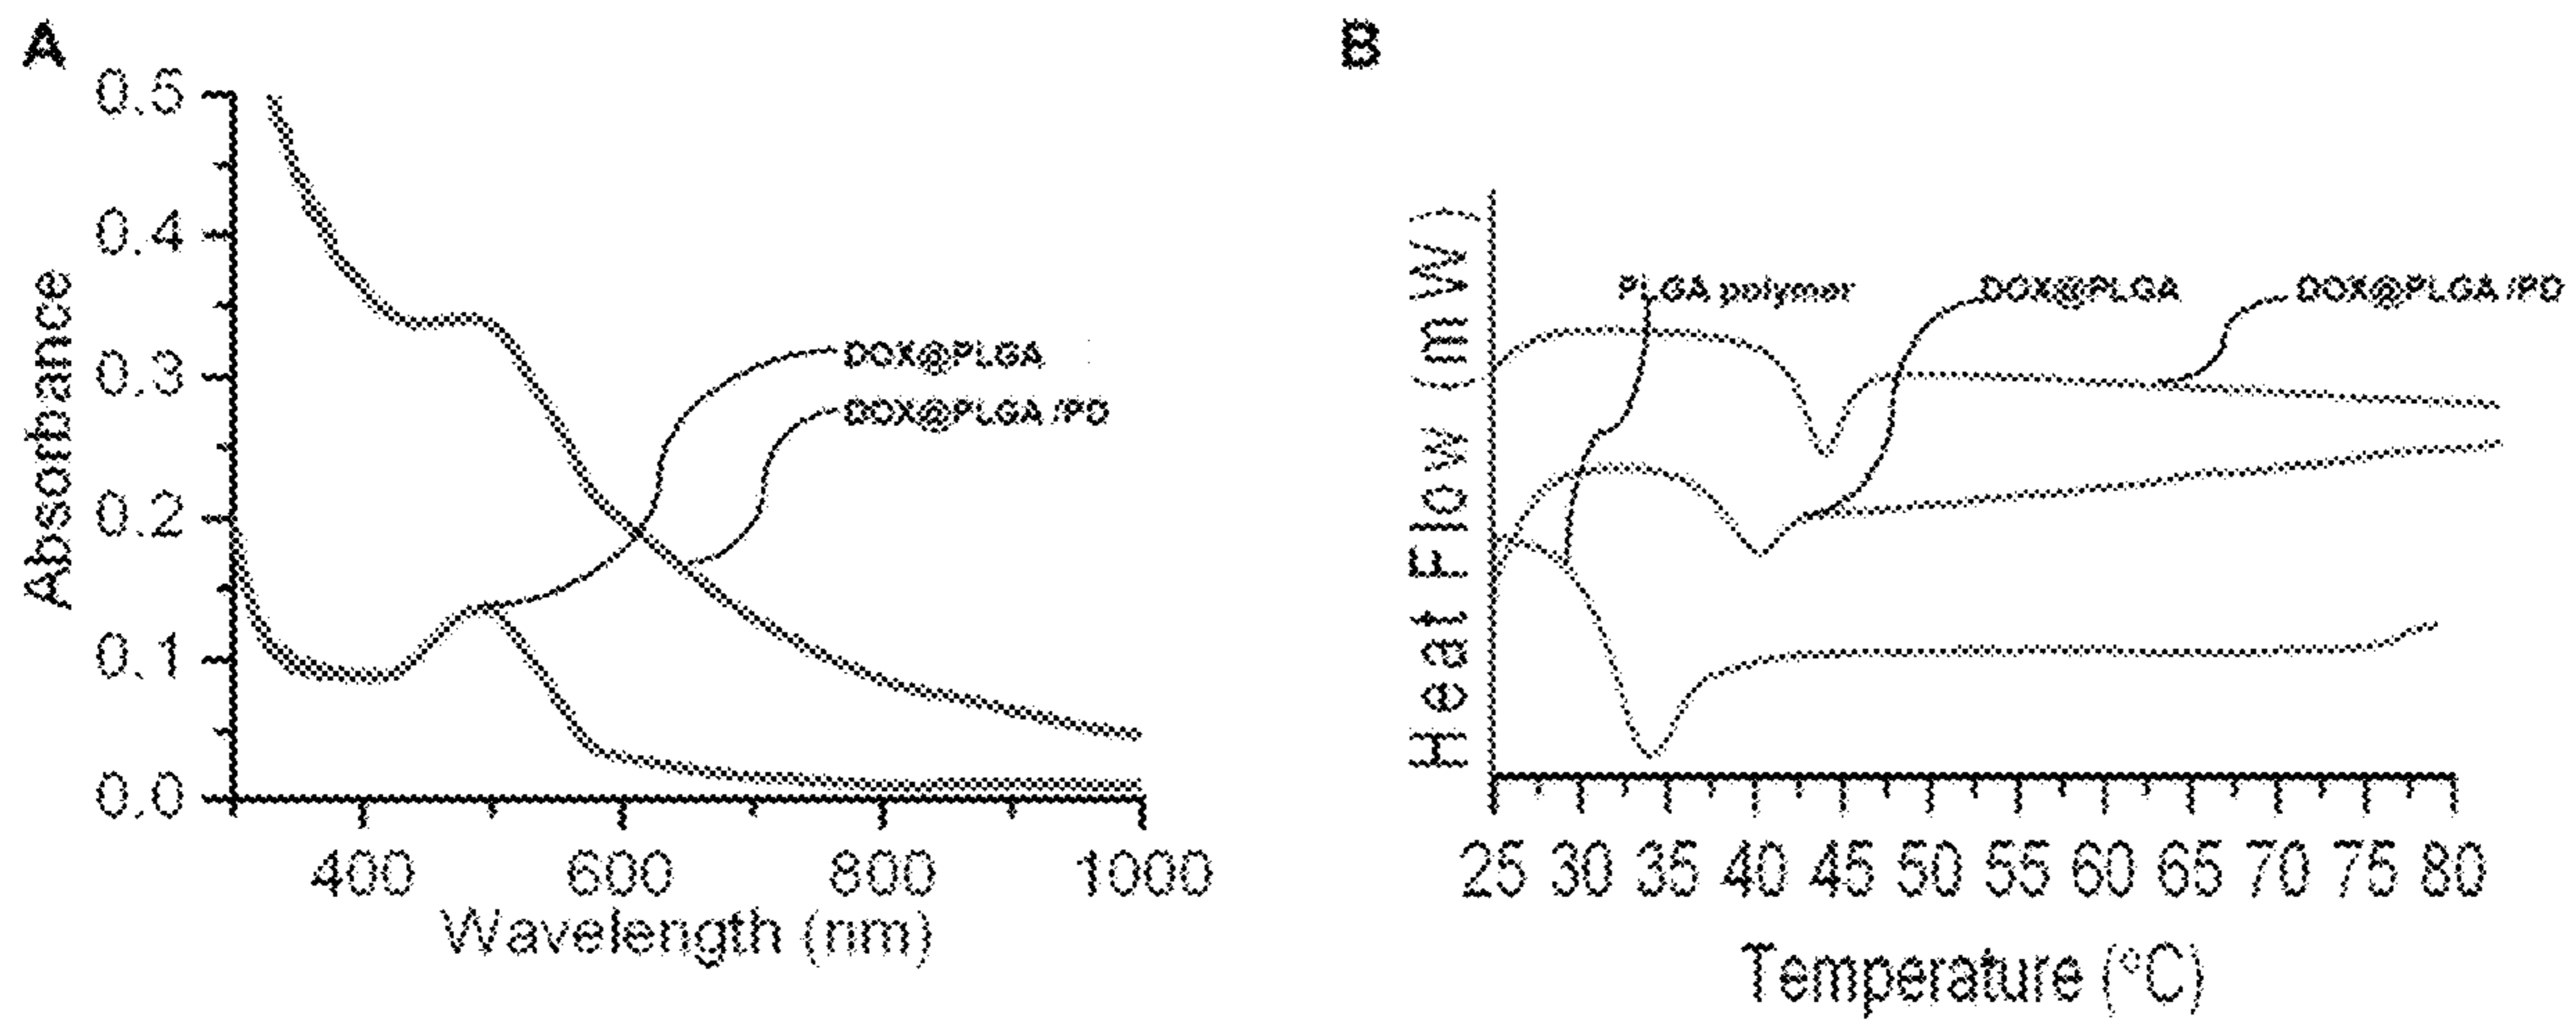 A
0.5
0.4
0.3
0.2
0.1
0.0
Absorbance
DOX@PLGA
DOX@PLGA /PD
400 600 800 1000
Wavelength (nm)
B
Heat Flow (mW)
PLGA polymer DOX@PLGA DOX@PLGA /PD
25 30 35 40 45 50 55 60 65 70 75 80
Temperature (°C)